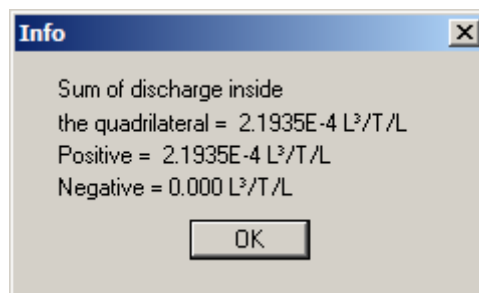 Info
Sum of discharge inside
the quadrilateral = 2.1935E-4 L³/T/L
Positive = 2.1935E-4 L³/T/L
Negative = 0.000 L³/T/L
OK